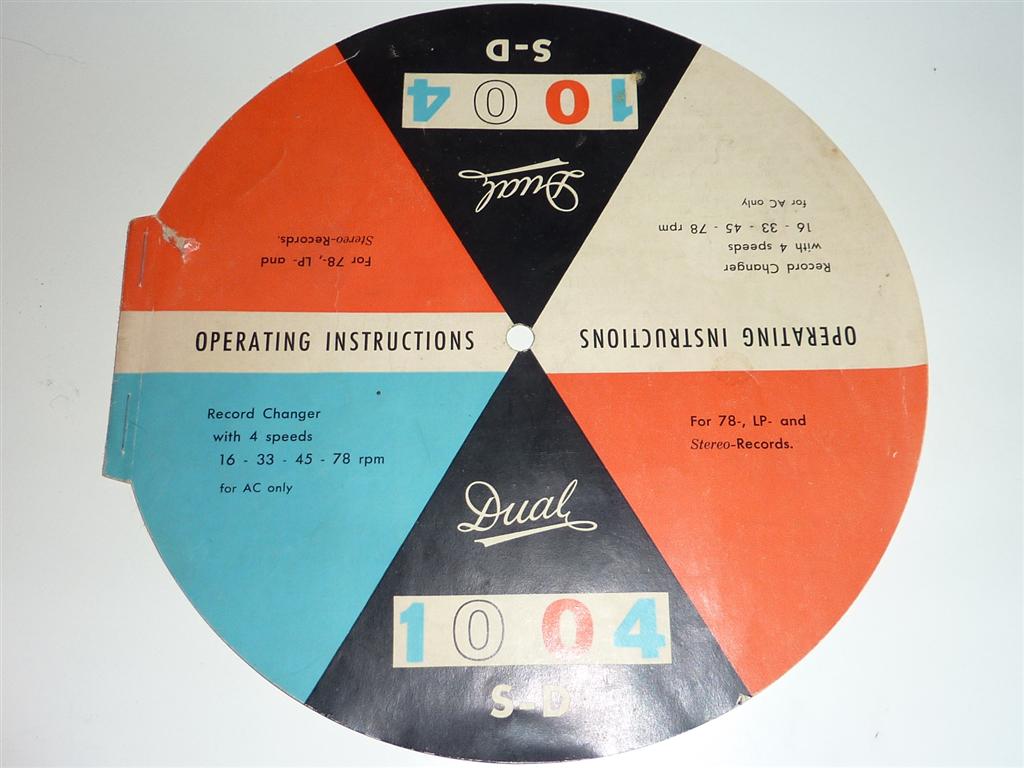 S-D
1004
Dual
For 78-, LP- and
Stereo-Records.
Record Changer
with 4 speeds
16 - 33 - 45 - 78 rpm
for AC only
OPERATING INSTRUCTIONS
OPERATING INSTRUCTIONS
Record Changer
with 4 speeds
16 - 33 - 45 - 78 rpm
for AC only
For 78-, LP- and
Stereo-Records.
Dual
1004
S-D